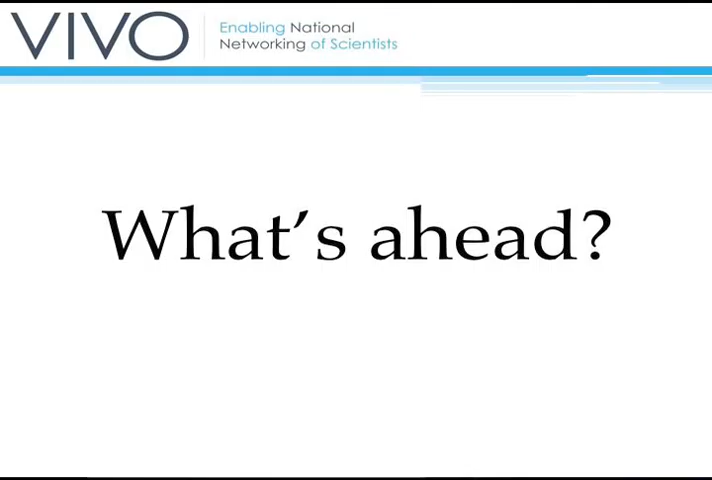 VIVO
Enabling National
Networking of Scientists
What’s ahead?